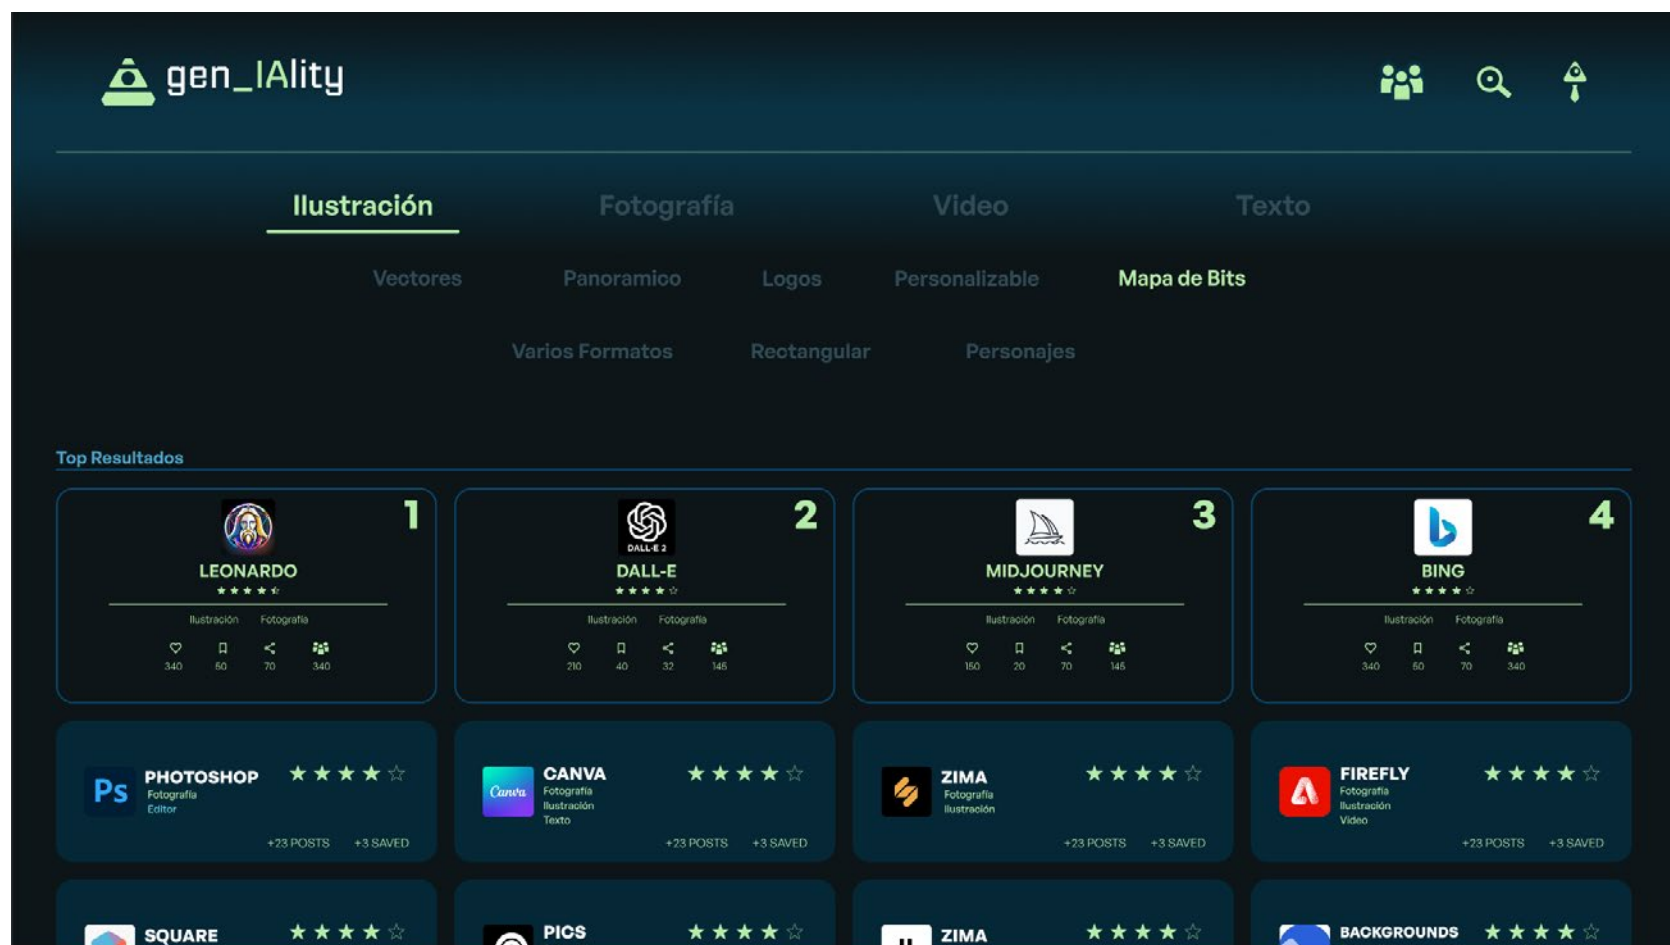 gen_IAlity
Ilustración Fotografía Video Texto
Vectores Panoramico Logos Personalizable Mapa de Bits
Varios Formatos Rectangular Personajes
Top Resultados
1
LEONARDO
Ilustración Fotografía
340 50 70 340
2
DALL-E 2
DALL-E
Ilustración Fotografía
210 40 32 145
3
MIDJOURNEY
Ilustración Fotografía
150 20 70 145
4
BING
Ilustración Fotografía
340 50 70 340
Ps
PHOTOSHOP
Fotografía
Editor
+23 POSTS +3 SAVED
Canva
CANVA
Fotografía
Ilustración
Texto
+23 POSTS +3 SAVED
ZIMA
Fotografía
Ilustración
+23 POSTS +3 SAVED
FIREFLY
Fotografía
Ilustración
Video
+23 POSTS +3 SAVED
SQUARE
PICS
ZIMA
BACKGROUNDS